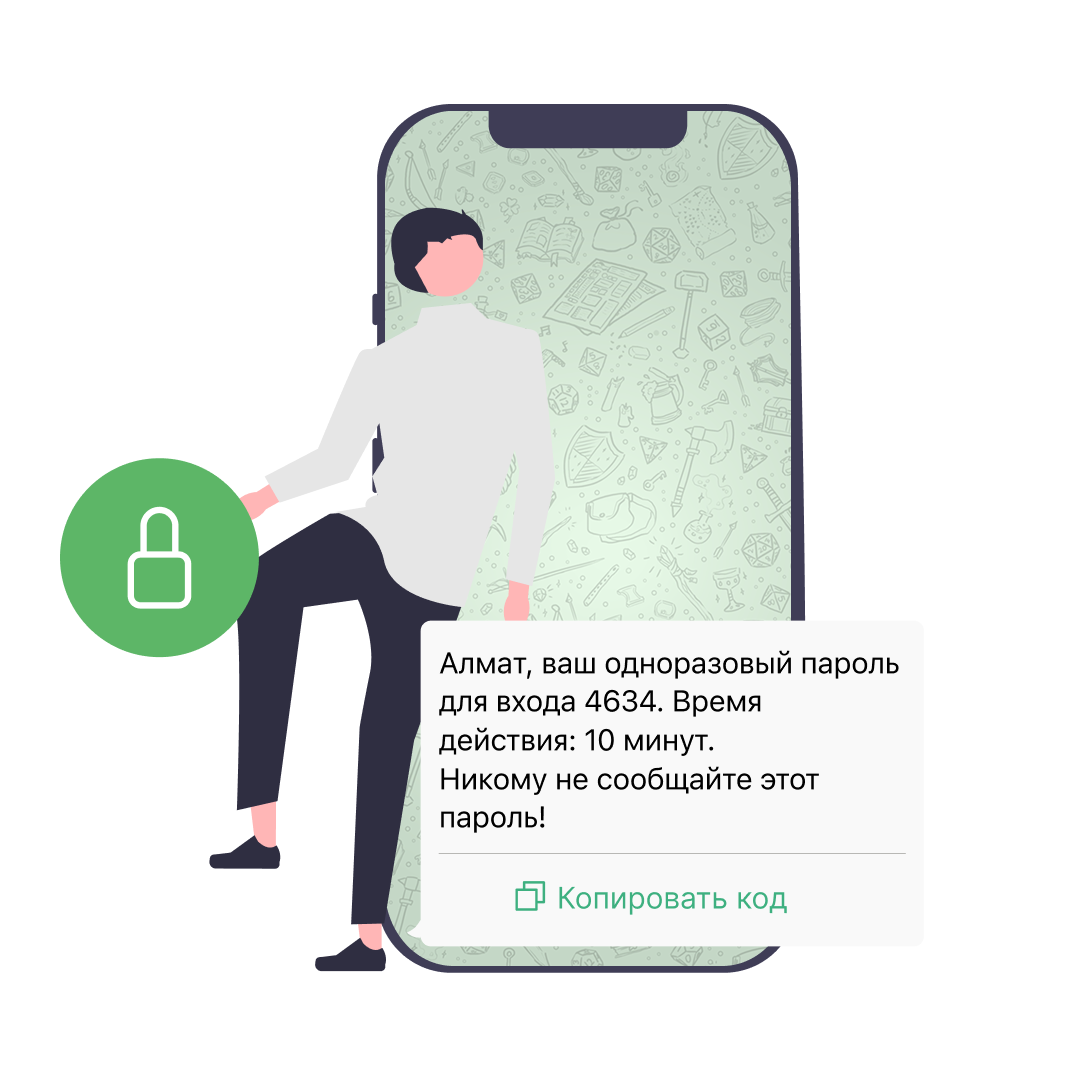 Алмат, ваш одноразовый пароль
для входа 4634. Время
действия: 10 минут.
Никому не сообщайте этот
пароль!
Копировать код